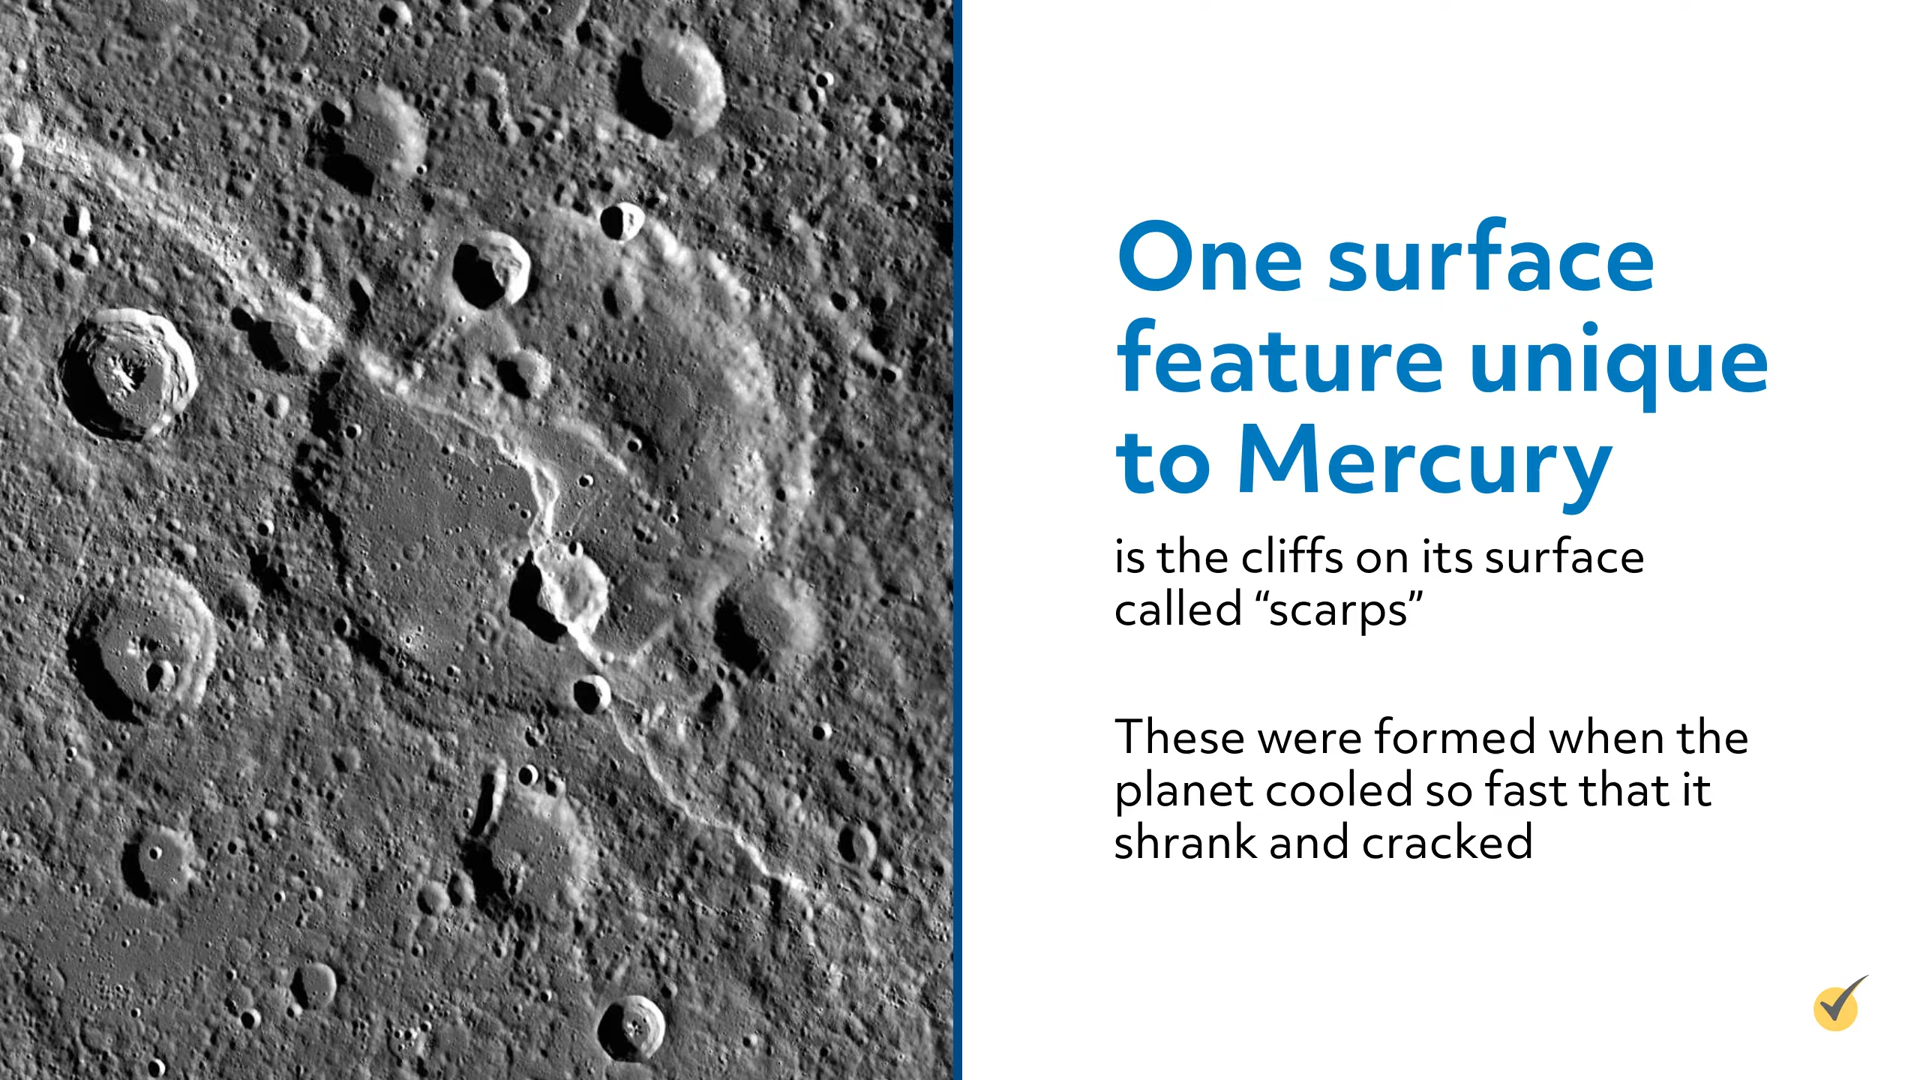 One surface
feature unique
to Mercury
is the cliffs on its surface
called “scarps”
These were formed when the
planet cooled so fast that it
shrank and cracked